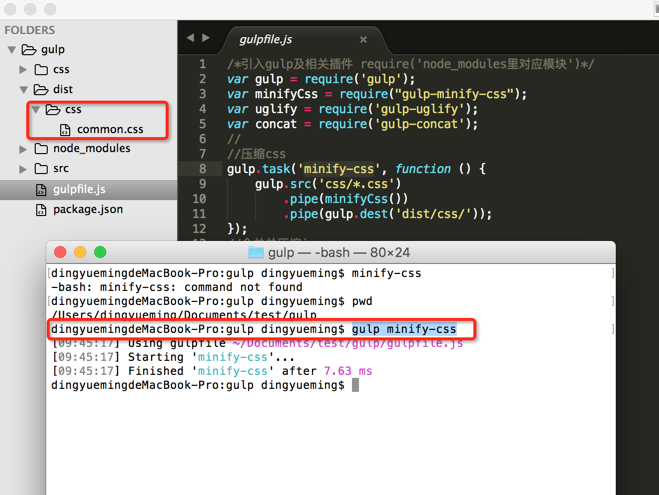 FOLDERS
gulp
css
dist
css
common.css
node_modules
src
gulpfile.js
package.json
gulpfile.js ×
1 /*引入gulp及相关插件 require('node_modules里对应模块')*/
2 var gulp = require('gulp');
3 var minifyCss = require("gulp-minify-css");
4 var uglify = require('gulp-uglify');
5 var concat = require('gulp-concat');
6 //
7 //压缩css
8 gulp.task('minify-css', function () {
9 gulp.src('css/*.css')
10 .pipe(minifyCss())
11 .pipe(gulp.dest('dist/css/'));
12 });
gulp — -bash — 80×24
[dingyuemingdeMacBook-Pro:gulp dingyueming$ minify-css ]
-bash: minify-css: command not found
[dingyuemingdeMacBook-Pro:gulp dingyueming$ pwd ]
/Users/dingyueming/Documents/test/gulp
dingyuemingdeMacBook-Pro:gulp dingyueming$ gulp minify-css ]
[09:45:17] Using gulpfile ~/Documents/test/gulp/gulpfile.js
[09:45:17] Starting 'minify-css'...
[09:45:17] Finished 'minify-css' after 7.63 ms
dingyuemingdeMacBook-Pro:gulp dingyueming$